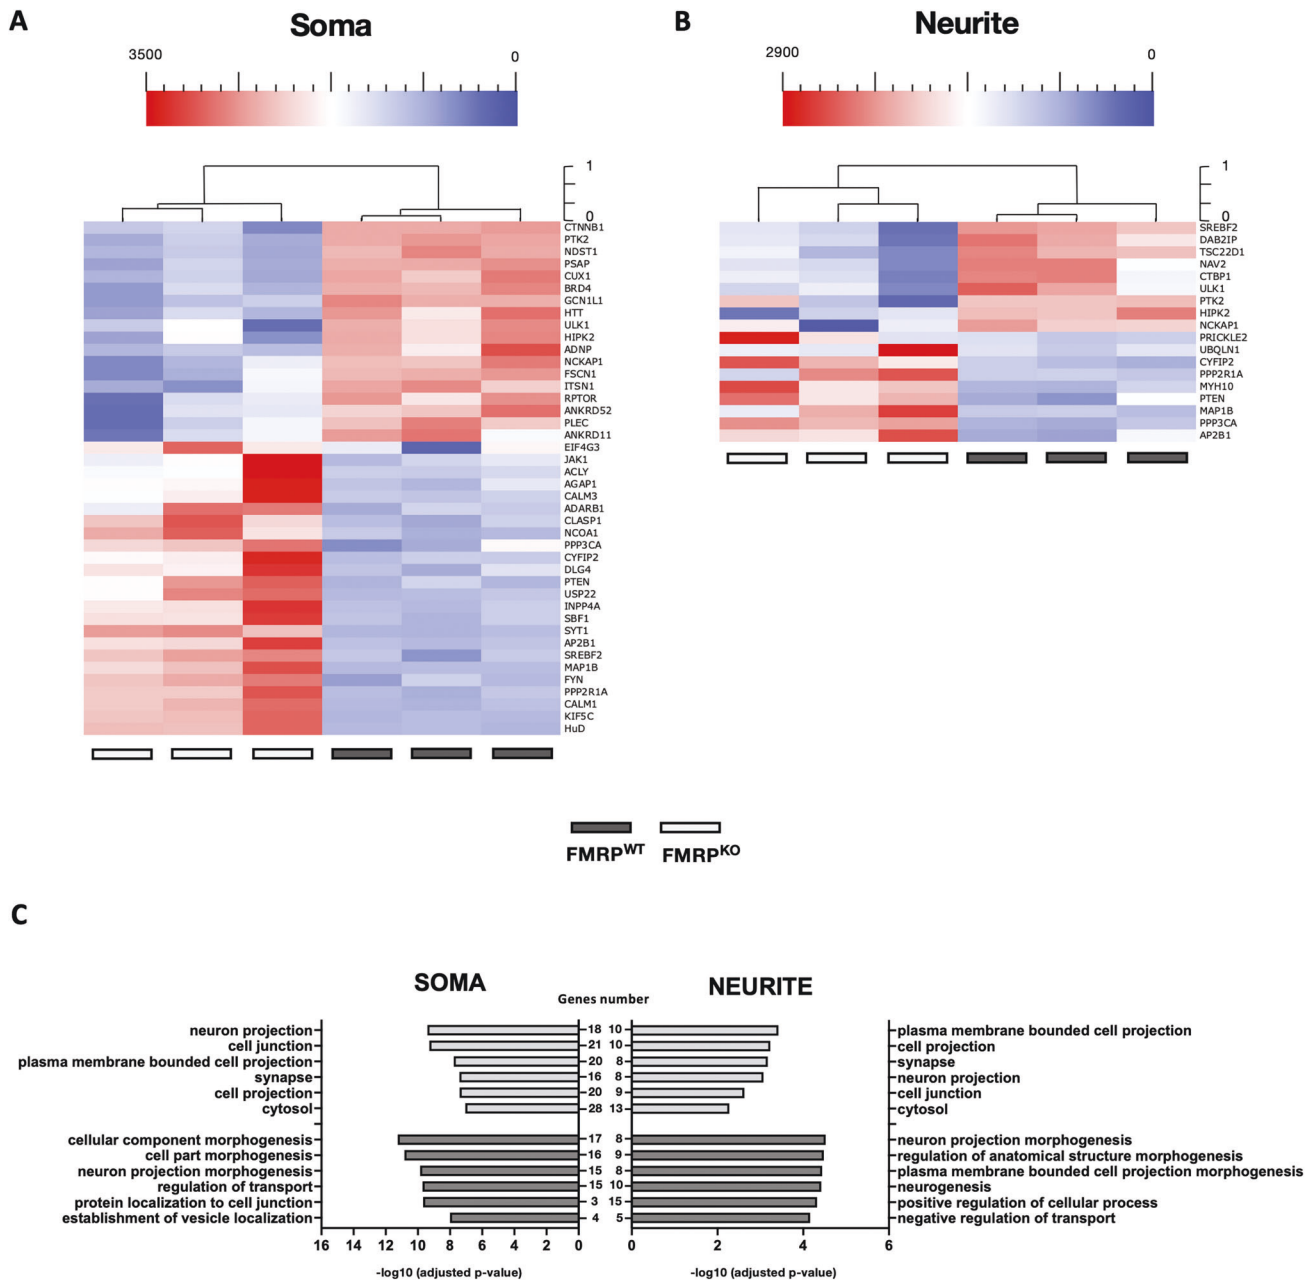 A
Soma
3500
0
1
0
CTNNB1
PTK2
NDST1
PSAP
CUX1
BRD4
GCN1L1
HTT
ULK1
HIPK2
ADNP
NCKAP1
FSCN1
ITSN1
RPTOR
ANKRD52
PLEC
ANKRD11
EIF4G3
JAK1
ACLY
AGAP1
CALM3
ADARB1
CLASP1
NCOA1
PPP3CA
CYFIP2
DLG4
PTEN
USP22
INPP4A
SBF1
SYT1
AP2B1
SREBF2
MAP1B
FYN
PPP2R1A
CALM1
KIF5C
HuD
B
Neurite
2900
0
1
0
SREBF2
DAB2IP
TSC22D1
NAV2
CTBP1
ULK1
PTK2
HIPK2
NCKAP1
PRICKLE2
UBQLN1
CYFIP2
PPP2R1A
MYH10
PTEN
MAP1B
PPP3CA
AP2B1
FMRPWT FMRPKO
C
SOMA
Genes number
NEURITE
neuron projection 18 10 plasma membrane bounded cell projection
cell junction 21 10 cell projection
plasma membrane bounded cell projection 20 8 synapse
synapse 16 8 neuron projection
cell projection 20 9 cell junction
cytosol 28 13 cytosol
cellular component morphogenesis 17 8 neuron projection morphogenesis
cell part morphogenesis 16 9 regulation of anatomical structure morphogenesis
neuron projection morphogenesis 15 8 plasma membrane bounded cell projection morphogenesis
regulation of transport 15 10 neurogenesis
protein localization to cell junction 3 15 positive regulation of cellular process
establishment of vesicle localization 4 5 negative regulation of transport
16 14 12 10 8 6 4 2 0 0 2 4 6
-log10 (adjusted p-value) -log10 (adjusted p-value)